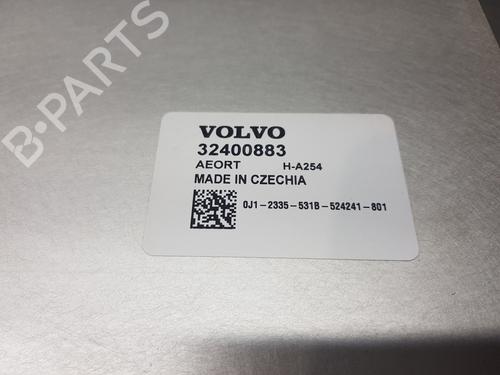 B-PARTS
VOLVO
32400883
AEORT H-A254
MADE IN CZECHIA
0J1-2335-531B-524241-801